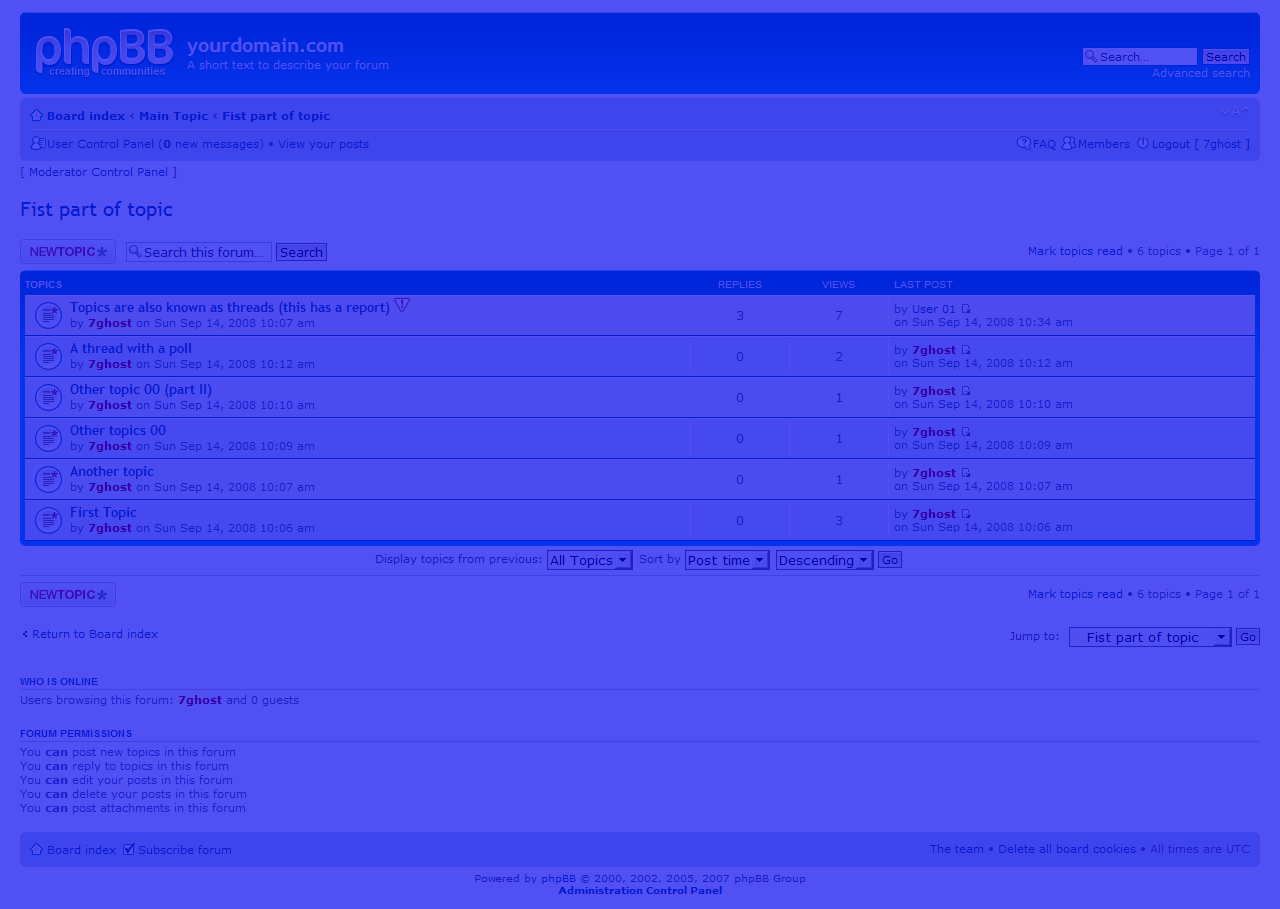 phpBB
creating communities
yourdomain.com
A short text to describe your forum
Search... Search
Advanced search
Board index ‹ Main Topic ‹ Fist part of topic
A
User Control Panel (0 new messages) • View your posts
FAQ Members Logout [ 7ghost ]
[ Moderator Control Panel ]
Fist part of topic
NEWTOPIC* Search this forum... Search
Mark topics read • 6 topics • Page 1 of 1
TOPICS REPLIES VIEWS LAST POST
Topics are also known as threads (this has a report)
by 7ghost on Sun Sep 14, 2008 10:07 am
3 7
by User 01
on Sun Sep 14, 2008 10:34 am
A thread with a poll
by 7ghost on Sun Sep 14, 2008 10:12 am
0 2
by 7ghost
on Sun Sep 14, 2008 10:12 am
Other topic 00 (part II)
by 7ghost on Sun Sep 14, 2008 10:10 am
0 1
by 7ghost
on Sun Sep 14, 2008 10:10 am
Other topics 00
by 7ghost on Sun Sep 14, 2008 10:09 am
0 1
by 7ghost
on Sun Sep 14, 2008 10:09 am
Another topic
by 7ghost on Sun Sep 14, 2008 10:07 am
0 1
by 7ghost
on Sun Sep 14, 2008 10:07 am
First Topic
by 7ghost on Sun Sep 14, 2008 10:06 am
0 3
by 7ghost
on Sun Sep 14, 2008 10:06 am
Display topics from previous: All Topics Sort by Post time Descending Go
NEWTOPIC*
Mark topics read • 6 topics • Page 1 of 1
Return to Board index
Jump to: Fist part of topic Go
WHO IS ONLINE
Users browsing this forum: 7ghost and 0 guests
FORUM PERMISSIONS
You can post new topics in this forum
You can reply to topics in this forum
You can edit your posts in this forum
You can delete your posts in this forum
You can post attachments in this forum
Board index Subscribe forum
The team • Delete all board cookies • All times are UTC
Powered by phpBB © 2000, 2002, 2005, 2007 phpBB Group
Administration Control Panel